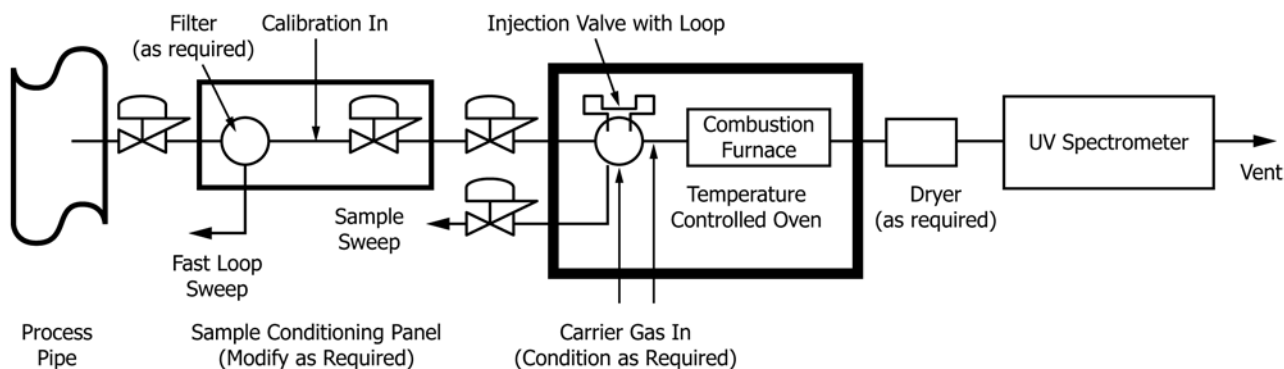 Filter
(as required)
Calibration In
Injection Valve with Loop
Combustion
Furnace
UV Spectrometer
Vent
Temperature
Controlled Oven
Dryer
(as required)
Sample
Sweep
Fast Loop
Sweep
Process
Pipe
Sample Conditioning Panel
(Modify as Required)
Carrier Gas In
(Condition as Required)